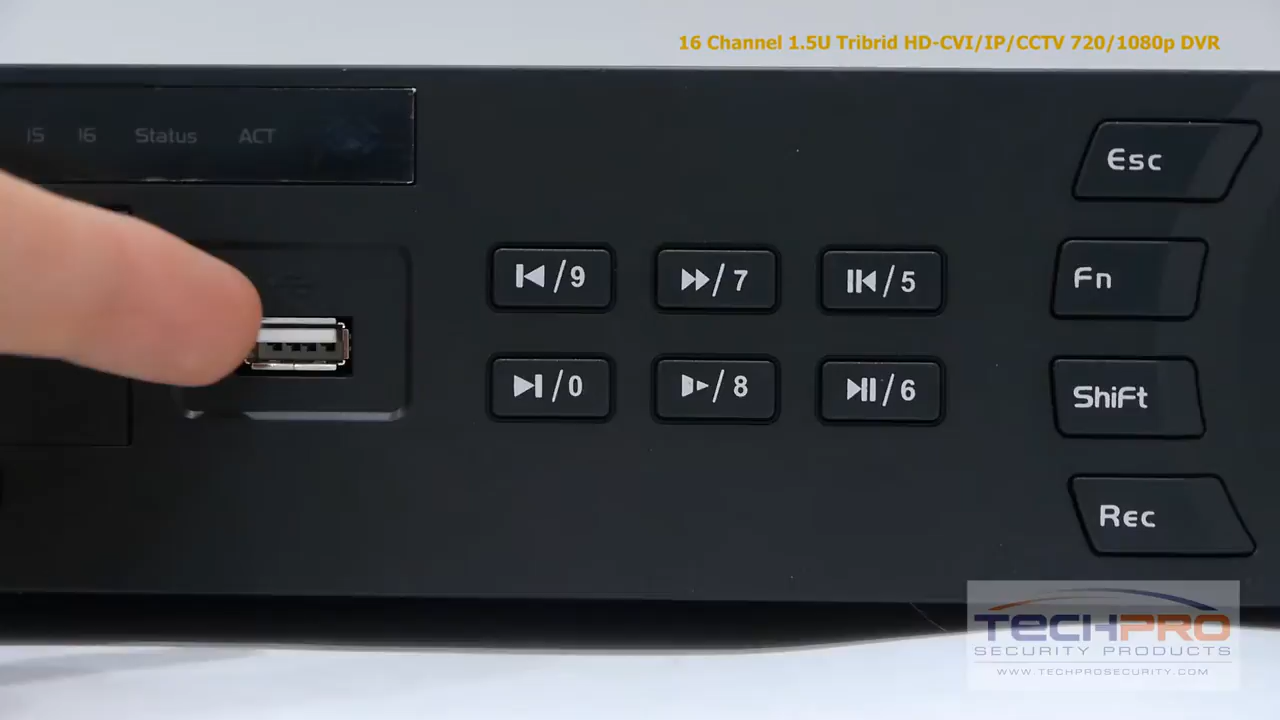 16 Channel 1.5U Tribrid HD-CVI/IP/CCTV 720/1080p DVR
15 16 Status ACT
Esc
/9 /7 /5
Fn
/0 /8 /6
Shift
Rec
TECHPRO
SECURITY PRODUCTS
WWW.TECHPROSECURITY.COM